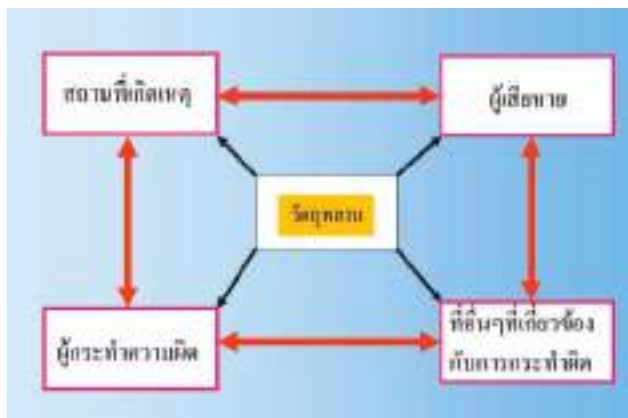 สถานที่เกิดเหตุ
ผู้เสียหาย
วัตถุพยาน
ผู้กระทำความผิด
ที่อื่นๆที่เกี่ยวข้อง
กับการกระทำผิด